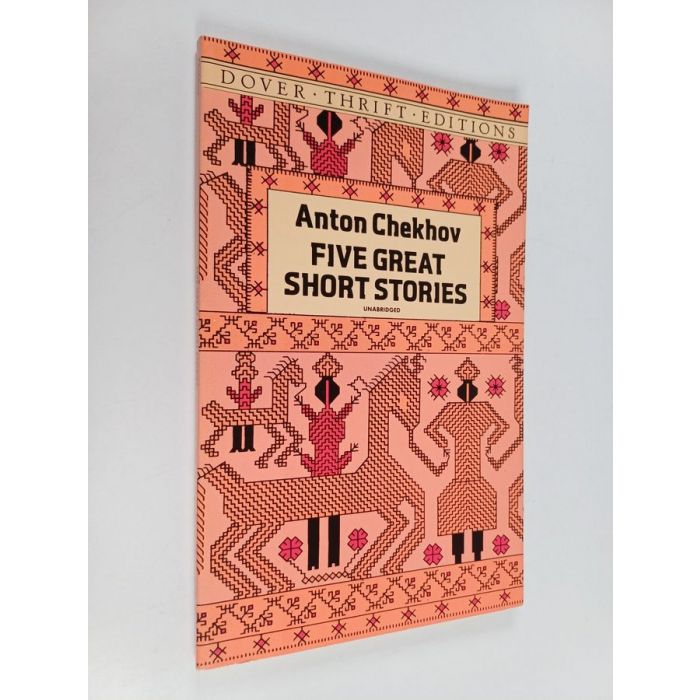 DOVER · THRIFT · EDITIONS
Anton Chekhov
FIVE GREAT
SHORT STORIES
UNABRIDGED